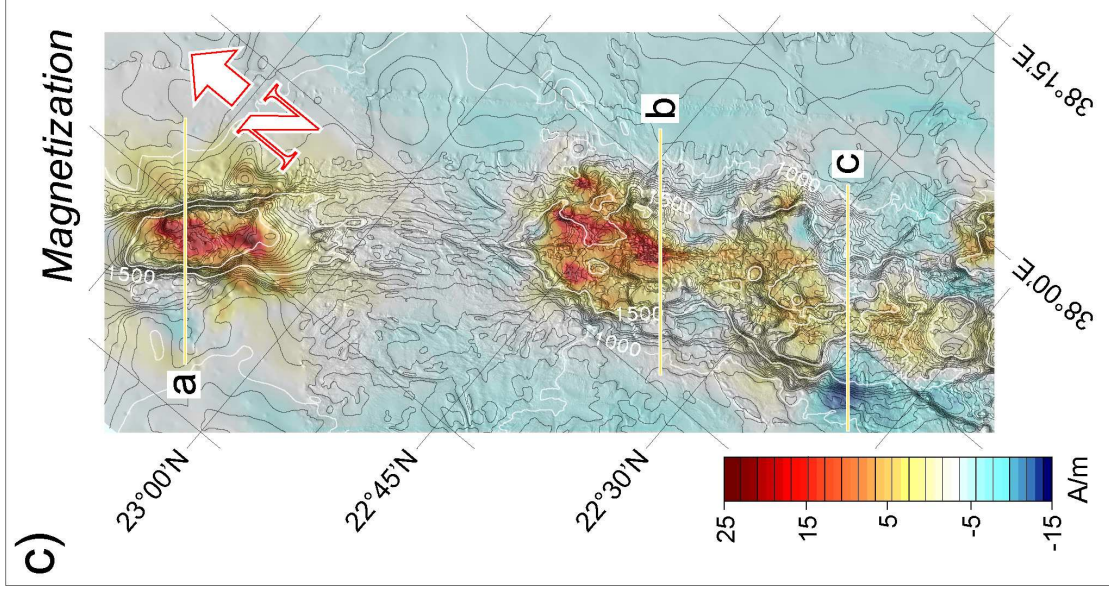 c)
Magnetization
N
1500
a
b
1500
1500
1000
1000
c
23°00'N
22°45'N
22°30'N
38°15'E
38°00'E
25
15
5
-5
-15
A/m